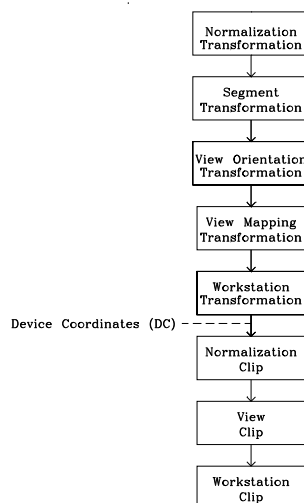 Normalization
Transformation
Segment
Transformation
View Orientation
Transformation
View Mapping
Transformation
Workstation
Transformation
Device Coordinates (DC)
Normalization
Clip
View
Clip
Workstation
Clip